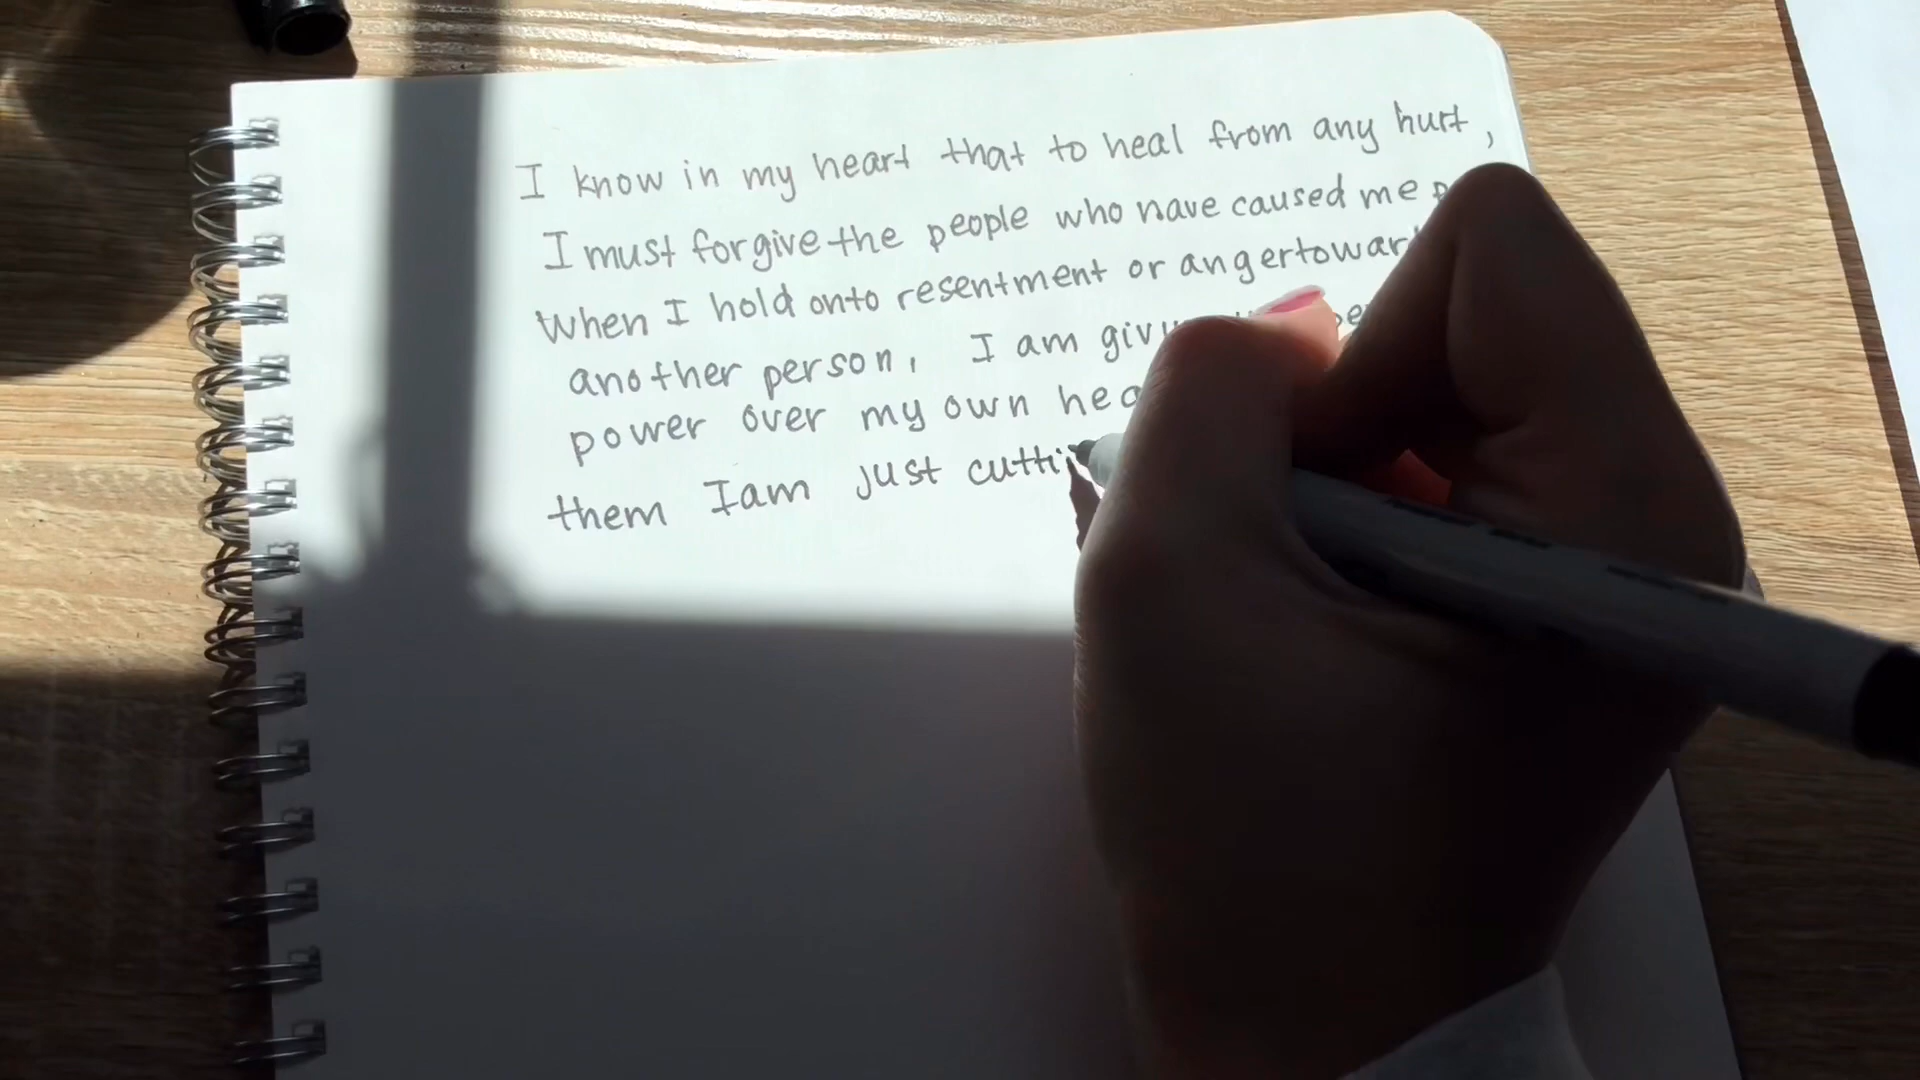 I know in my heart that to heal from any hurt,
I must forgive the people who have caused me
When I hold onto resentment or anger
another person, I am
power over my own
them I am just